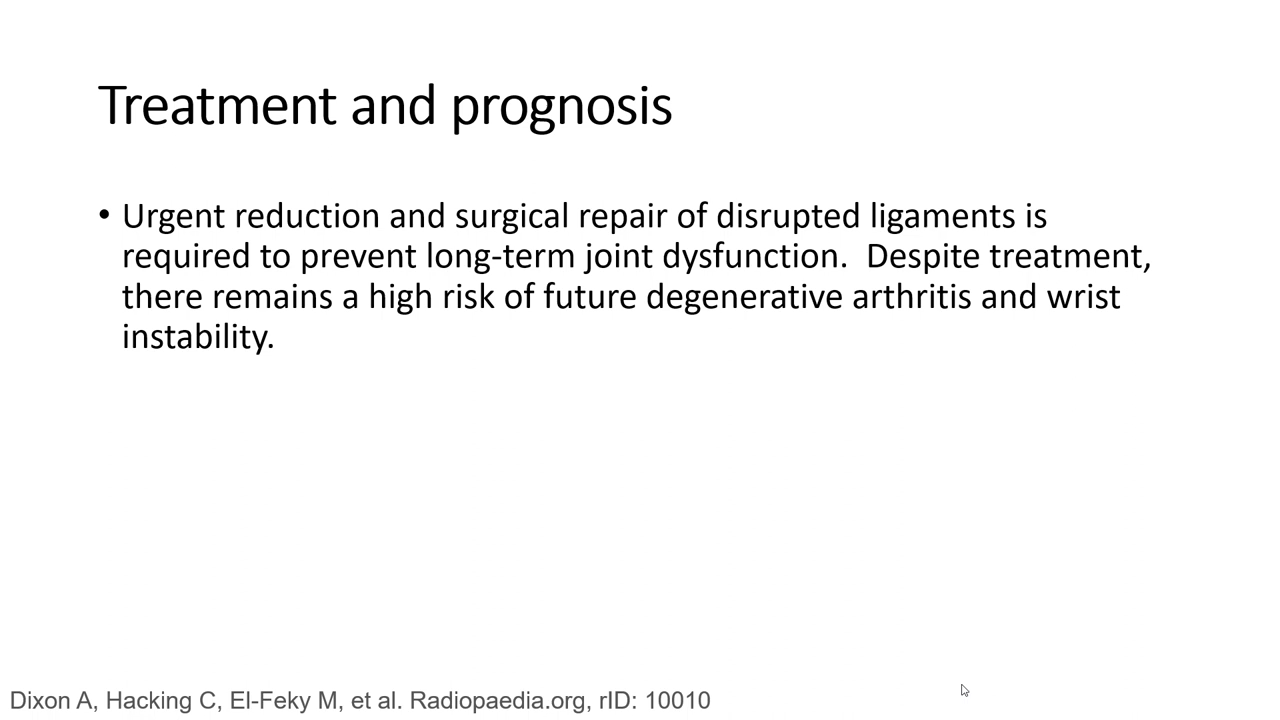 Treatment and prognosis
• Urgent reduction and surgical repair of disrupted ligaments is
required to prevent long-term joint dysfunction.  Despite treatment,
there remains a high risk of future degenerative arthritis and wrist
instability.
Dixon A, Hacking C, El-Feky M, et al. Radiopaedia.org, rID: 10010